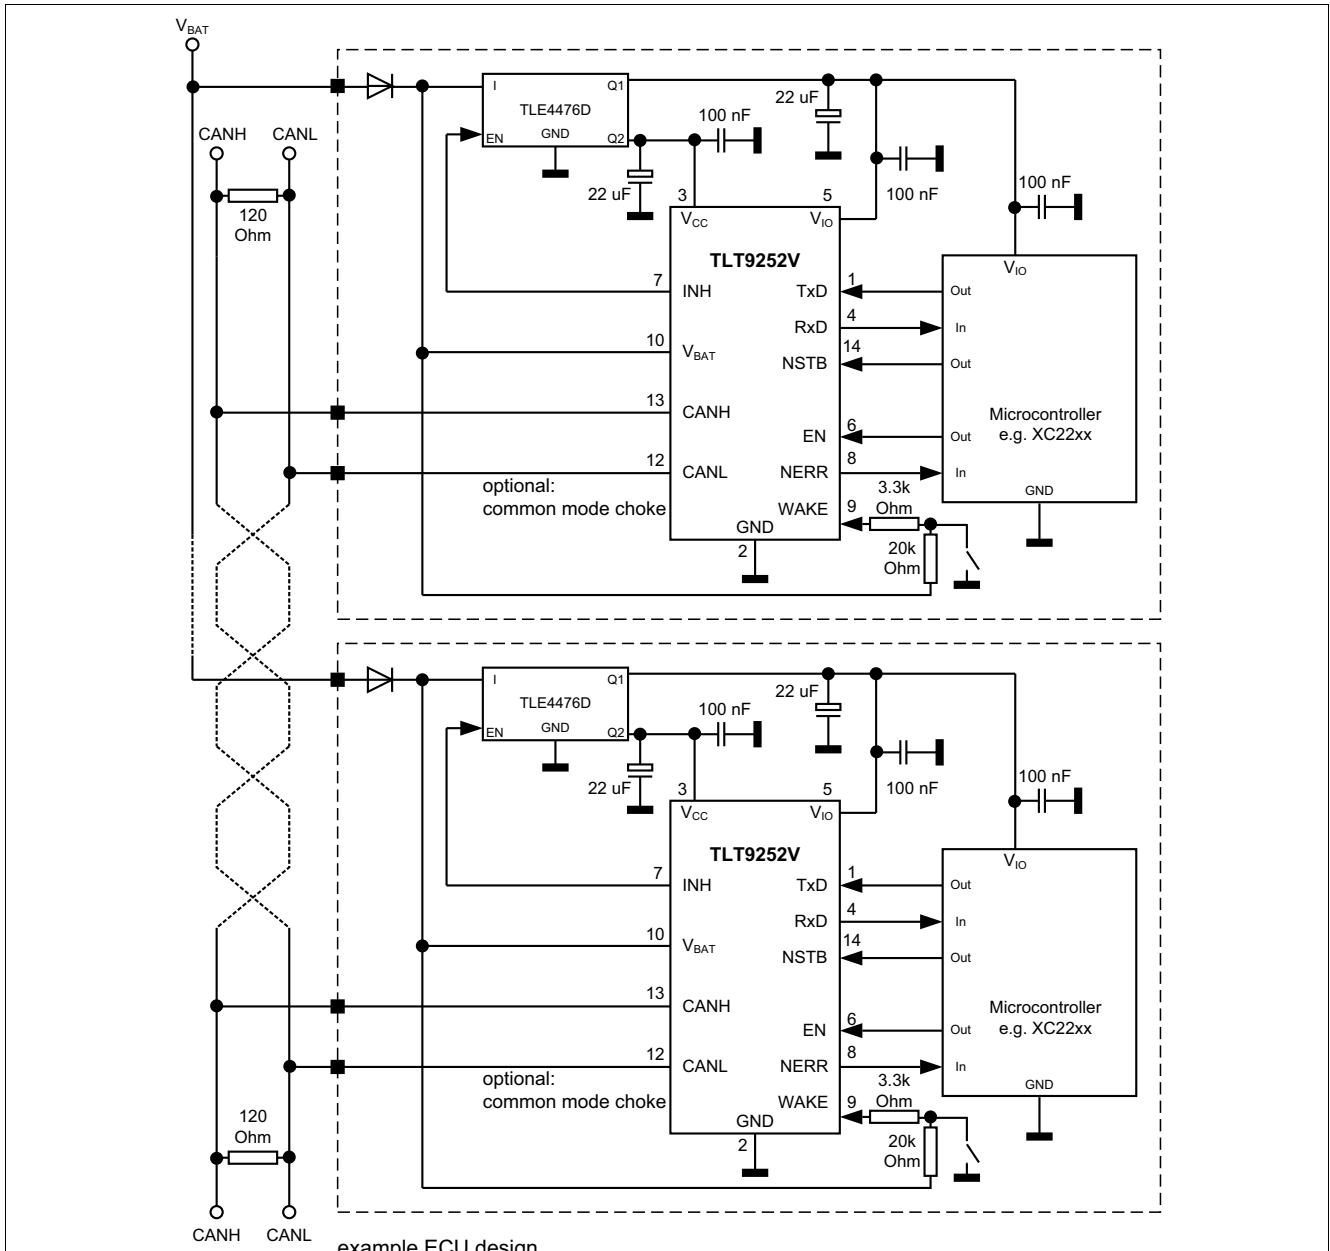 VBAT
CANH CANL
120
Ohm
I Q1
TLE4476D
EN GND Q2
100 nF
22 uF
22 uF
100 nF
100 nF
3 5
VCC VIO
TLT9252V
7 INH TxD 1
RxD 4
10 VBAT NSTB 14
13 CANH
EN 6
12 CANL NERR 8
WAKE 9
GND
2
optional:
common mode choke
3.3k
Ohm
20k
Ohm
VIO
Out
In
Out
Microcontroller
e.g. XC22xx
Out
In
GND
I Q1
TLE4476D
EN GND Q2
100 nF
22 uF
22 uF
100 nF
100 nF
3 5
VCC VIO
TLT9252V
7 INH TxD 1
RxD 4
10 VBAT NSTB 14
13 CANH
EN 6
12 CANL NERR 8
WAKE 9
GND
2
optional:
common mode choke
3.3k
Ohm
20k
Ohm
VIO
Out
In
Out
Microcontroller
e.g. XC22xx
Out
In
GND
120
Ohm
CANH CANL
example ECU design